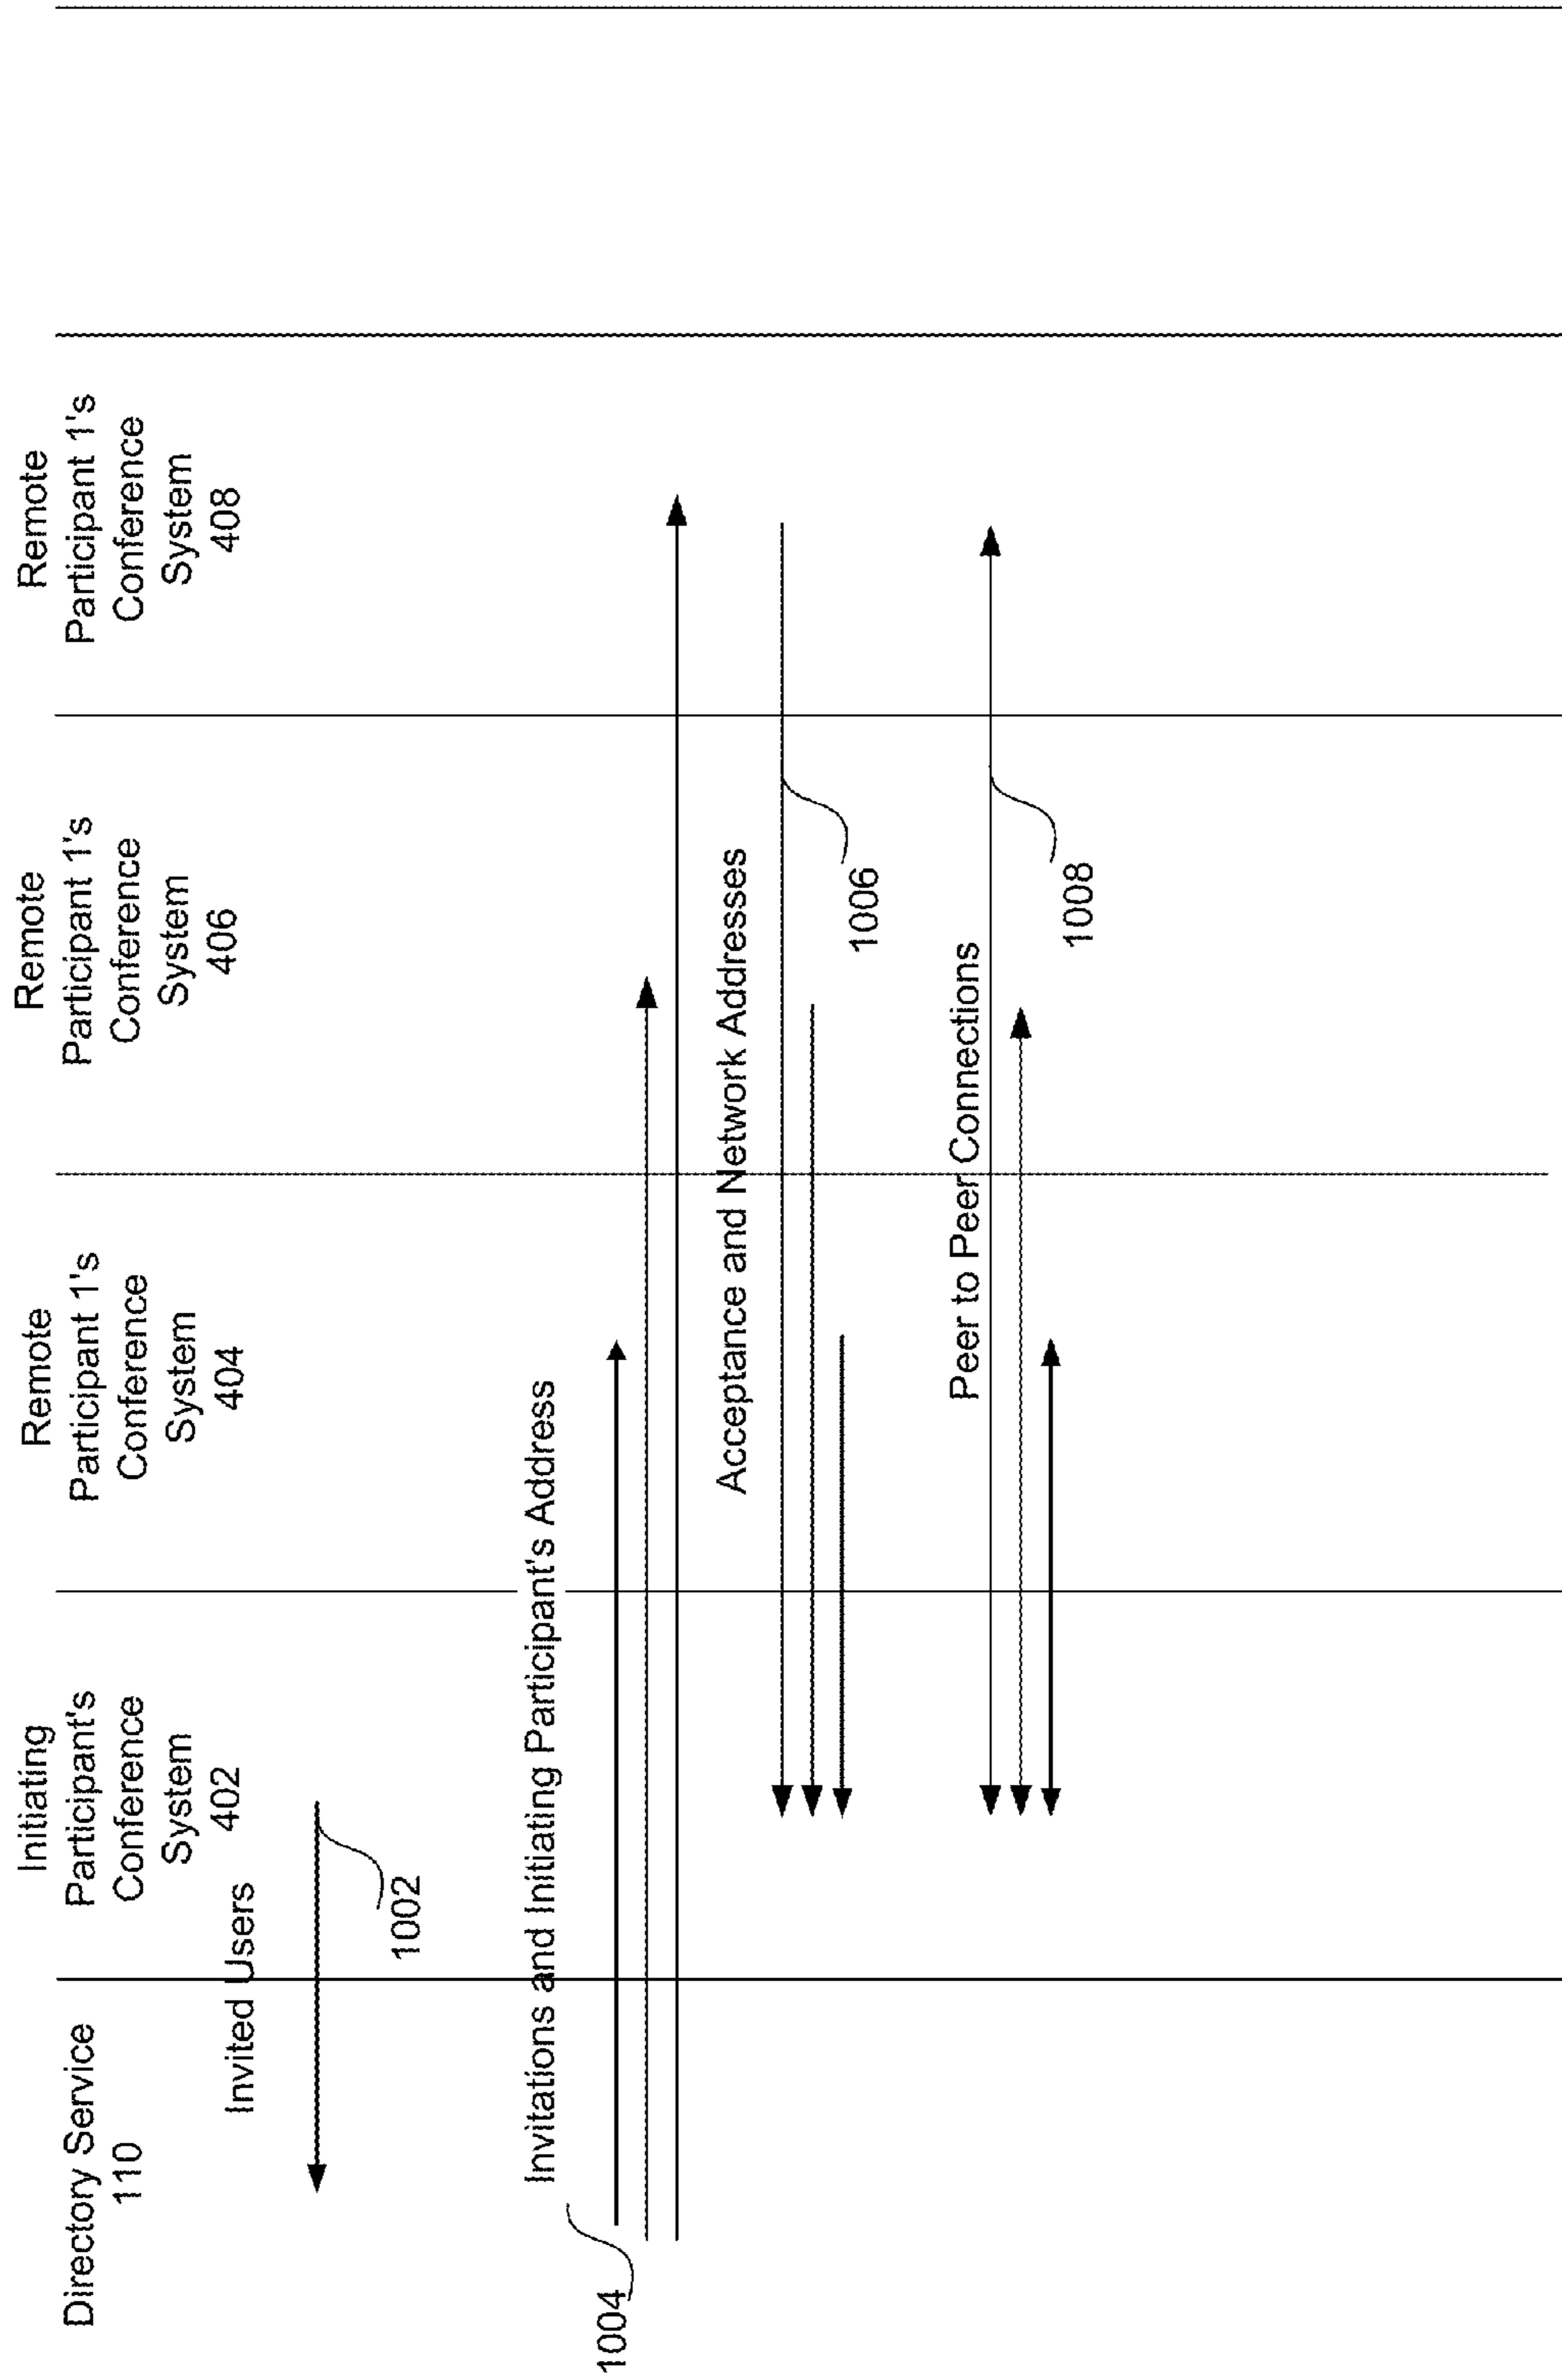 Directory Service
110
Initiating
Participant's
Conference
System
402
Remote
Participant 1's
Conference
System
404
Remote
Participant 1's
Conference
System
406
Remote
Participant 1's
Conference
System
408
Invited Users
1002
Invitations and Initiating Participant's Address
1004
Acceptance and Network Addresses
1006
Peer to Peer Connections
1008